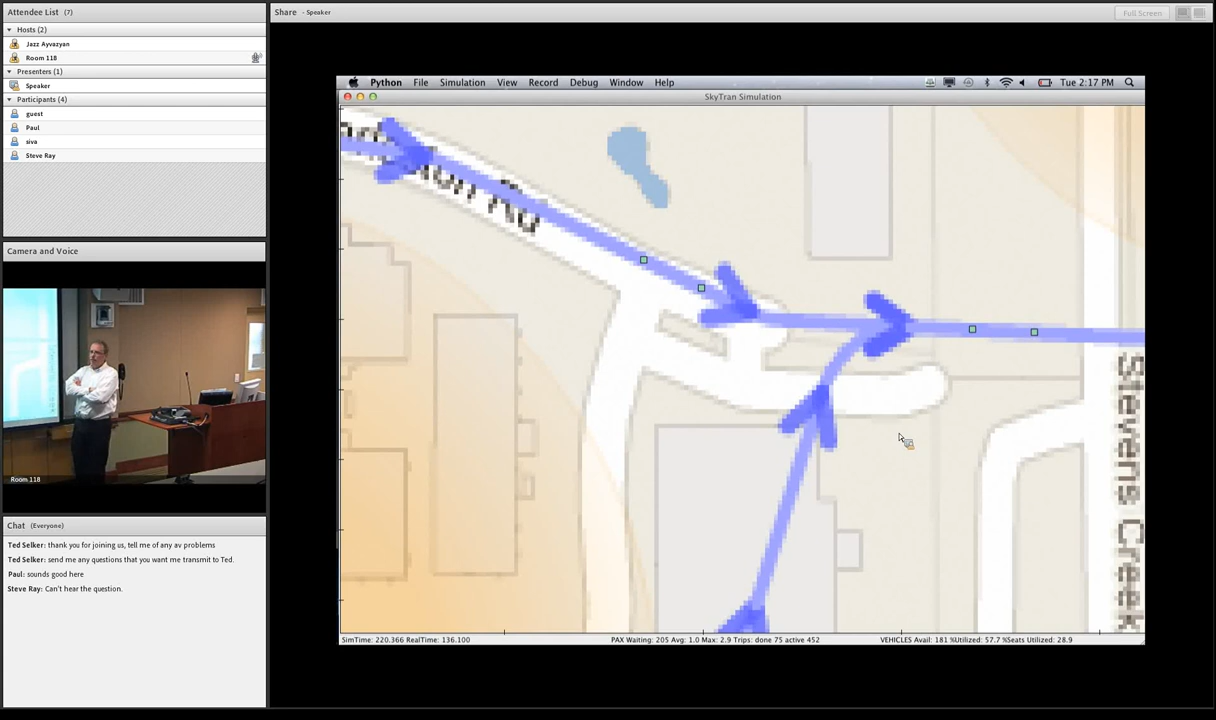 Attendee List (7)
Hosts (2)
Jazz Ayvazyan
Room 118
Presenters (1)
Speaker
Participants (4)
guest
Paul
siva
Steve Ray
Camera and Voice
Room 118
Chat (Everyone)
Ted Selker: thank you for joining us, tell me of any av problems
Ted Selker: send me any questions that you want me transmit to Ted.
Paul: sounds good here
Steve Ray: Can't hear the question.
Share - Speaker
Full Screen
Python File Simulation View Record Debug Window Help Tue 2:17 PM
SkyTran Simulation
Stevens Creek
SimTime: 220.366 RealTime: 136.100 PAX Waiting: 205 Avg: 1.0 Max: 2.9 Trips: done 75 active 452 VEHICLES Avail: 181 %Utilized: 57.7 %Seats Utilized: 28.9